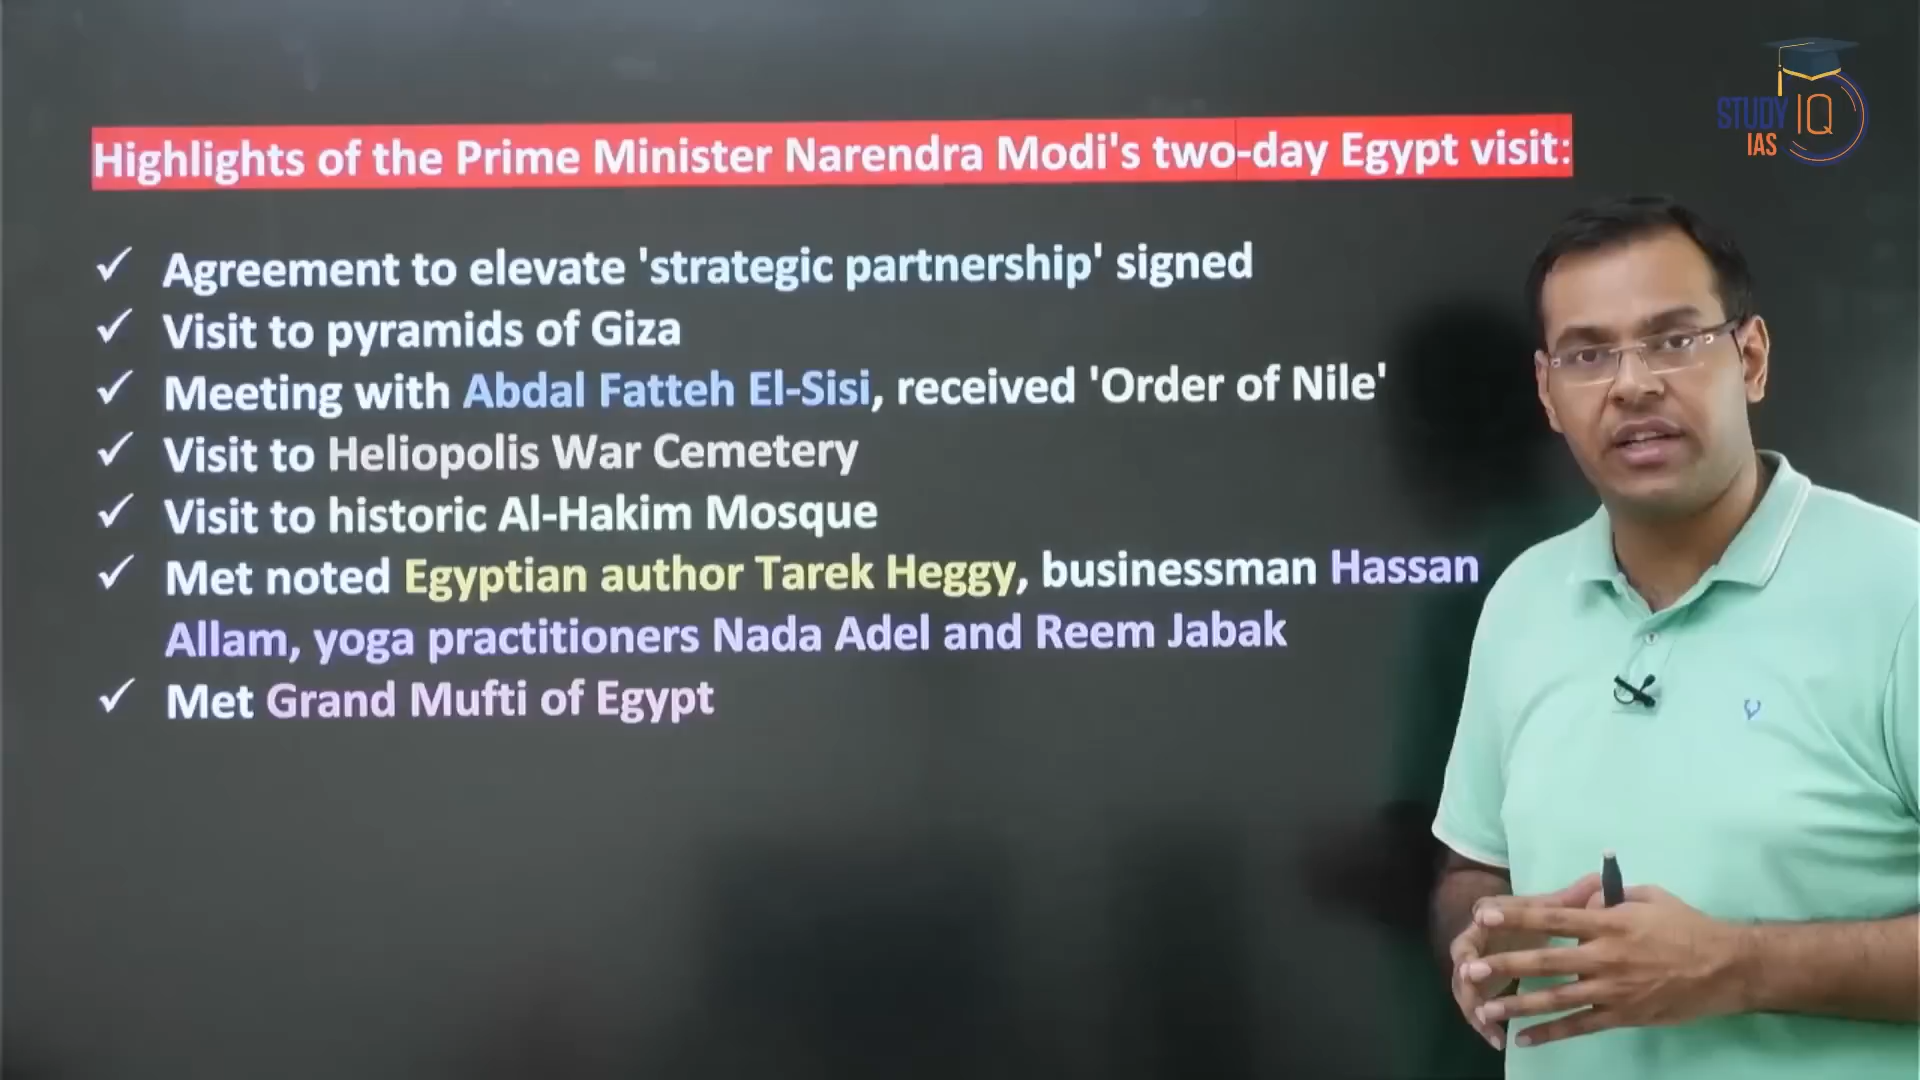 STUDY IQ
IAS
Highlights of the Prime Minister Narendra Modi's two-day Egypt visit:
✓ Agreement to elevate 'strategic partnership' signed
✓ Visit to pyramids of Giza
✓ Meeting with Abdal Fatteh El-Sisi, received 'Order of Nile'
✓ Visit to Heliopolis War Cemetery
✓ Visit to historic Al-Hakim Mosque
✓ Met noted Egyptian author Tarek Heggy, businessman Hassan
Allam, yoga practitioners Nada Adel and Reem Jabak
✓ Met Grand Mufti of Egypt